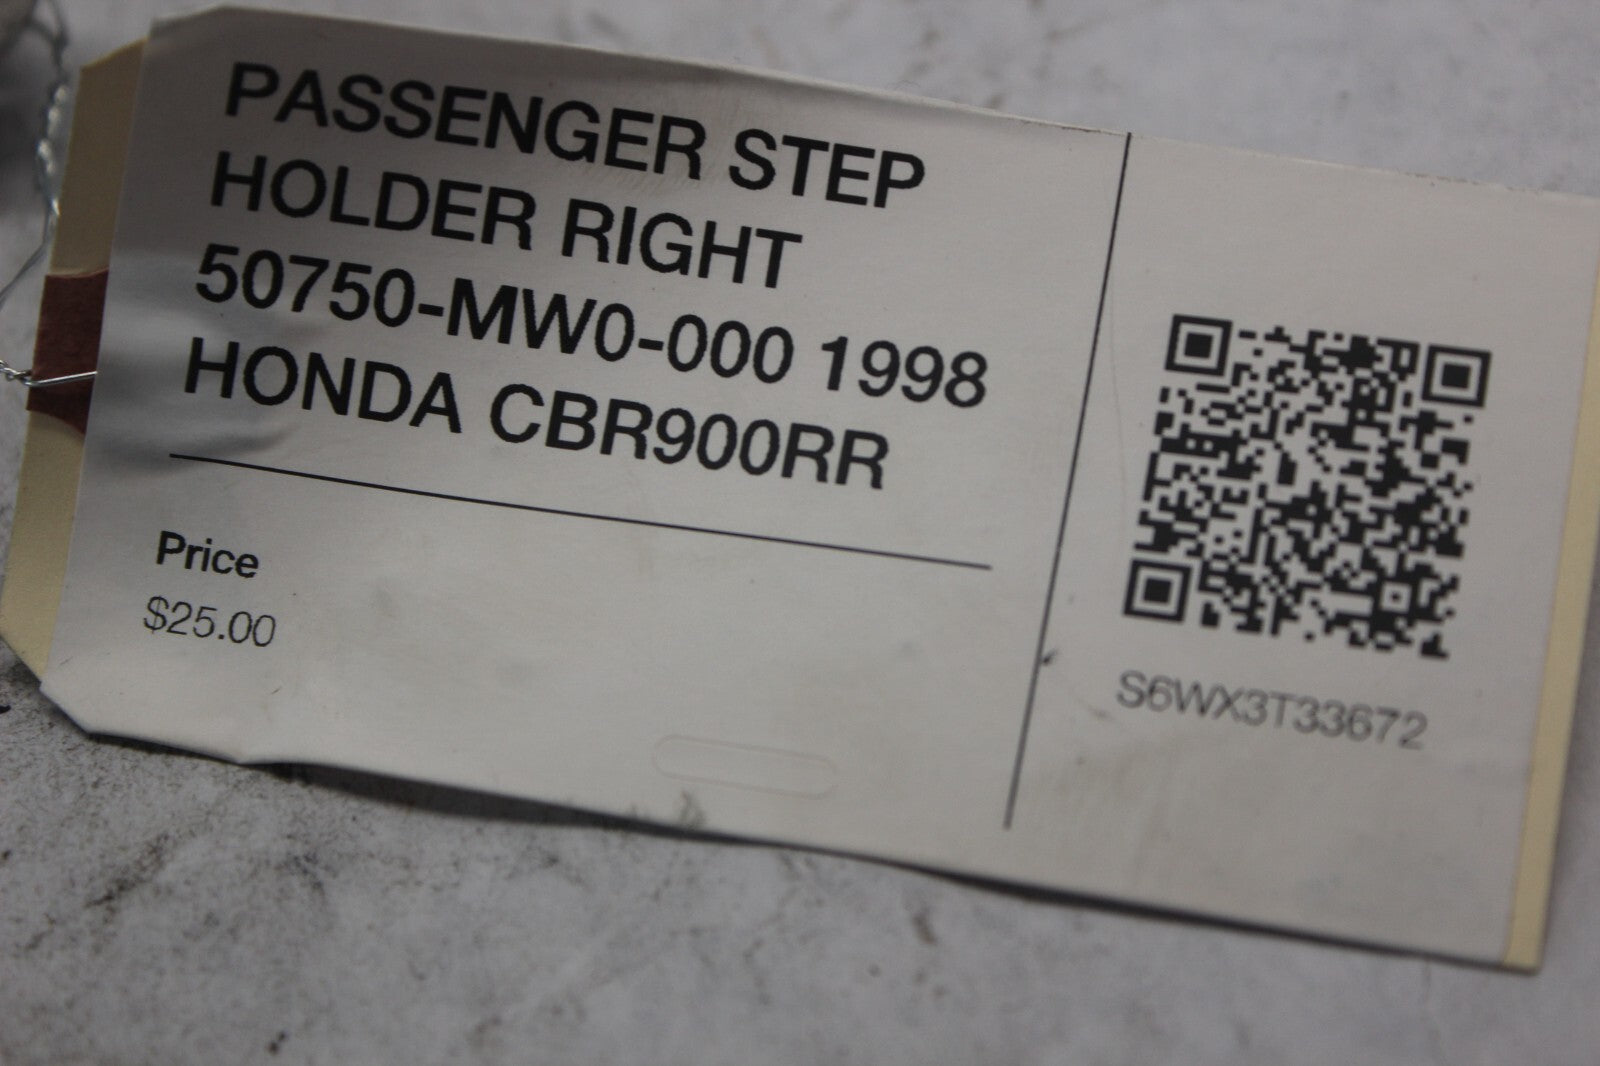 PASSENGER STEP
HOLDER RIGHT
50750-MW0-000 1998
HONDA CBR900RR
Price
$25.00
S6WX3T33672